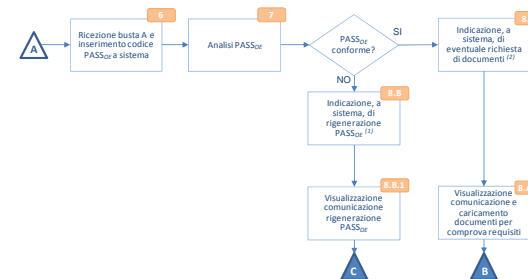 6
7
8.
A
Ricezione busta A e
inserimento codice
PASSOE a sistema
Analisi PASSOE
PASSOE
conforme?
SI
Indicazione, a
sistema, di
eventuale richiesta
di documenti (2)
NO
8.B
Indicazione, a
sistema, di
rigenerazione
PASSOE (1)
8.B.1
Visualizzazione
comunicazione
rigenerazione
PASSOE
8.A
Visualizzazione
comunicazione e
caricamento
documenti per
comprova requisiti
C
B